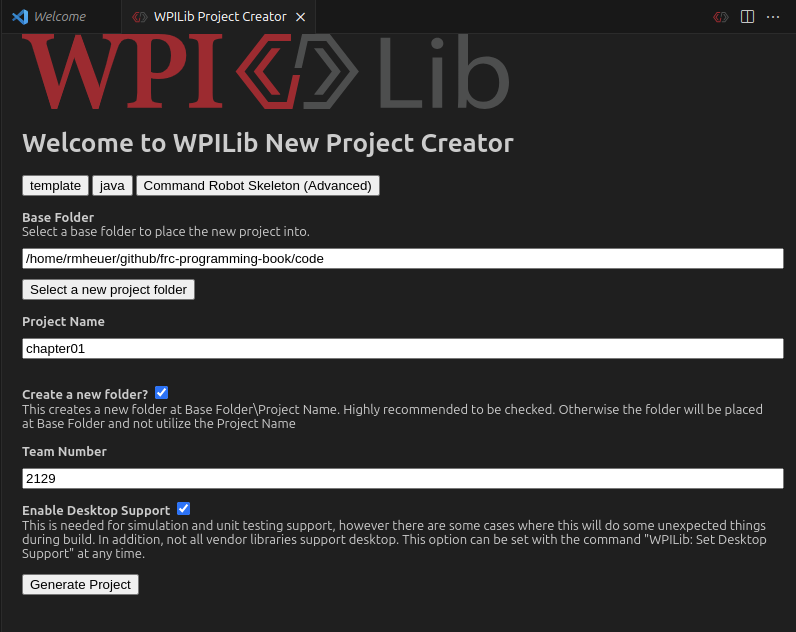 Welcome
WPILib Project Creator
WPI Lib
Welcome to WPILib New Project Creator
template java Command Robot Skeleton (Advanced)
Base Folder
Select a base folder to place the new project into.
/home/rmheuer/github/frc-programming-book/code
Select a new project folder
Project Name
chapter01
Create a new folder?
This creates a new folder at Base Folder\Project Name. Highly recommended to be checked. Otherwise the folder will be placed
at Base Folder and not utilize the Project Name
Team Number
2129
Enable Desktop Support
This is needed for simulation and unit testing support, however there are some cases where this will do some unexpected things
during build. In addition, not all vendor libraries support desktop. This option can be set with the command "WPILib: Set Desktop
Support" at any time.
Generate Project